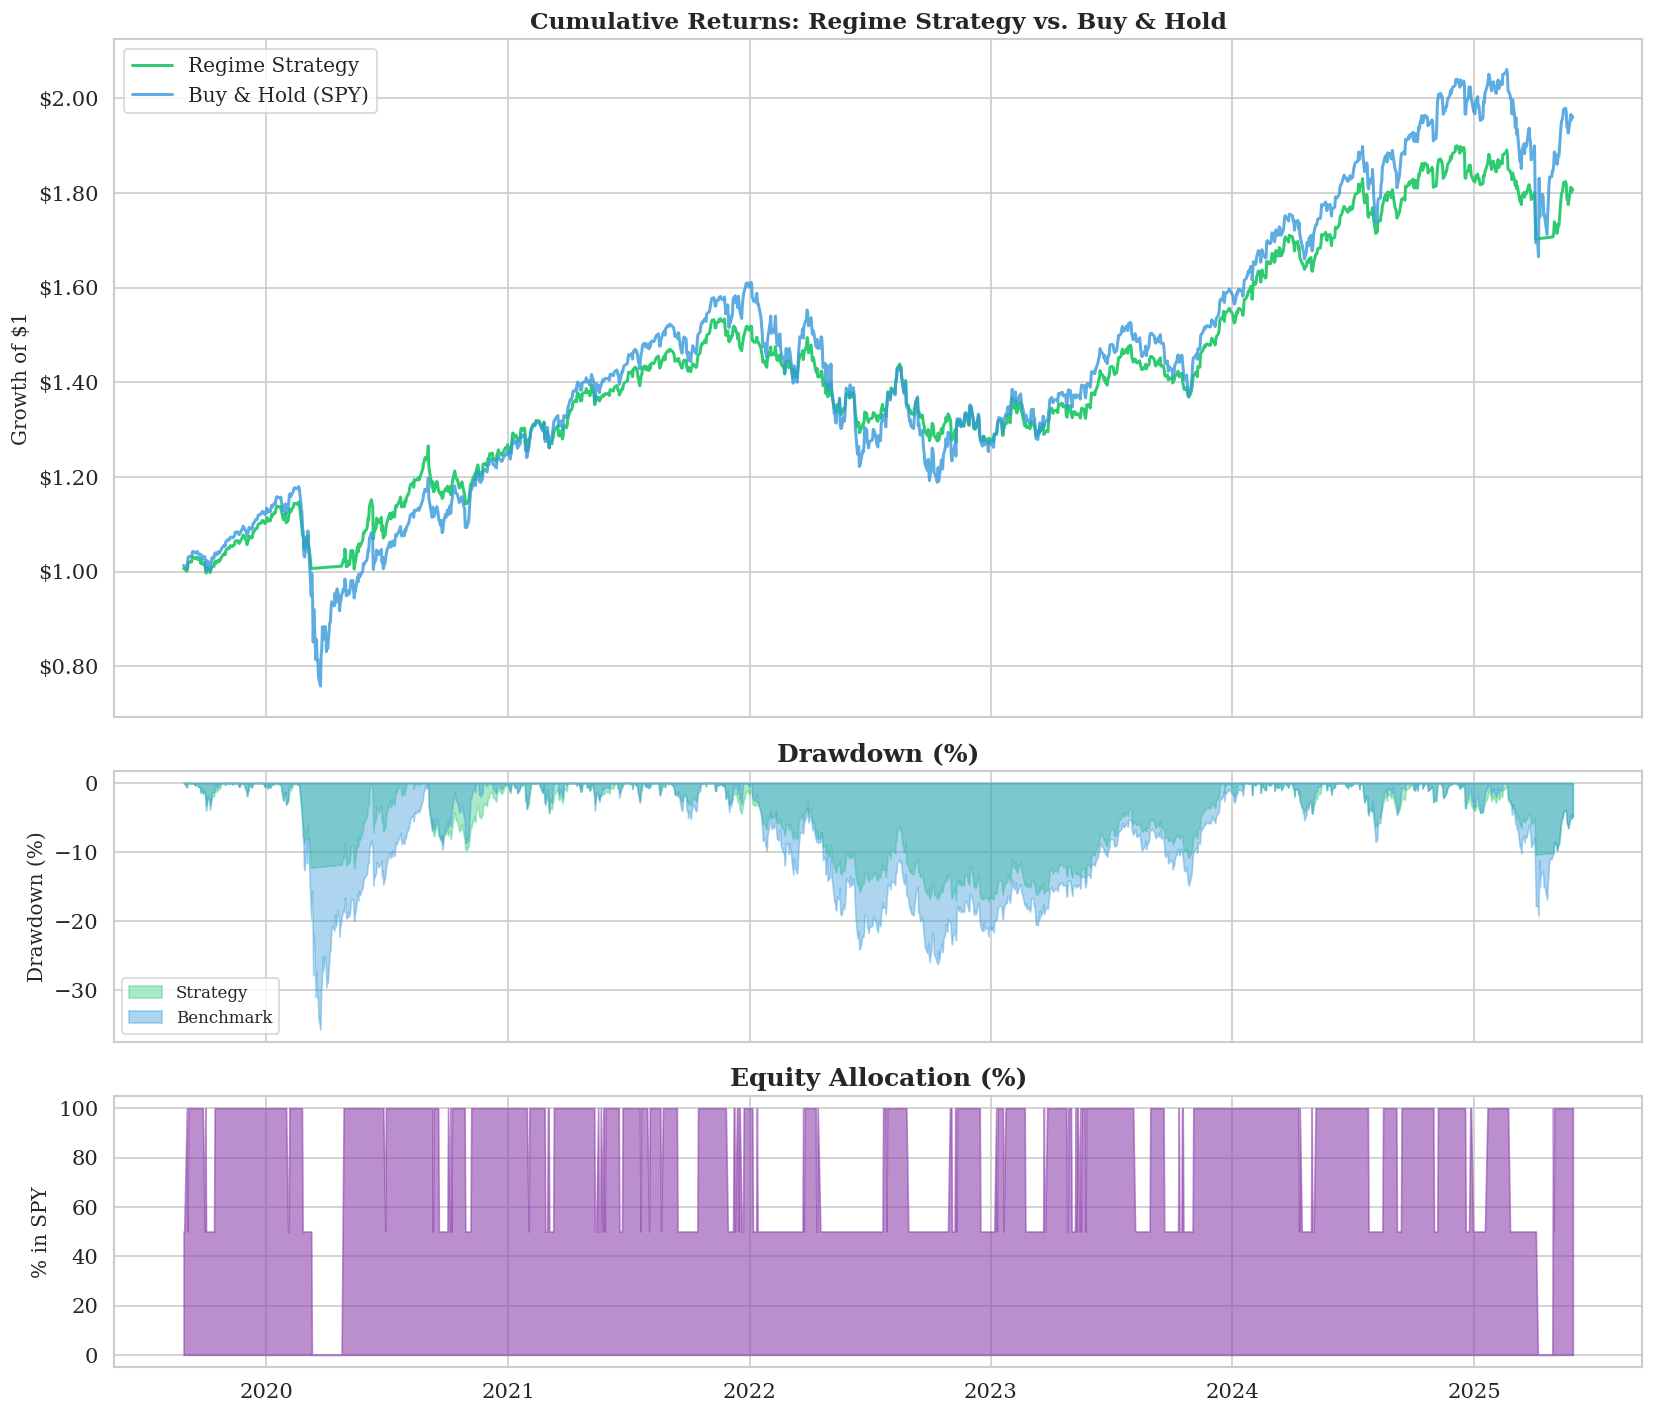 Cumulative Returns: Regime Strategy vs. Buy & Hold
Regime Strategy
Buy & Hold (SPY)
Growth of $1
$2.00
$1.80
$1.60
$1.40
$1.20
$1.00
$0.80
Drawdown (%)
Drawdown (%)
0
−10
−20
−30
Strategy
Benchmark
Equity Allocation (%)
% in SPY
100
80
60
40
20
0
2020 2021 2022 2023 2024 2025